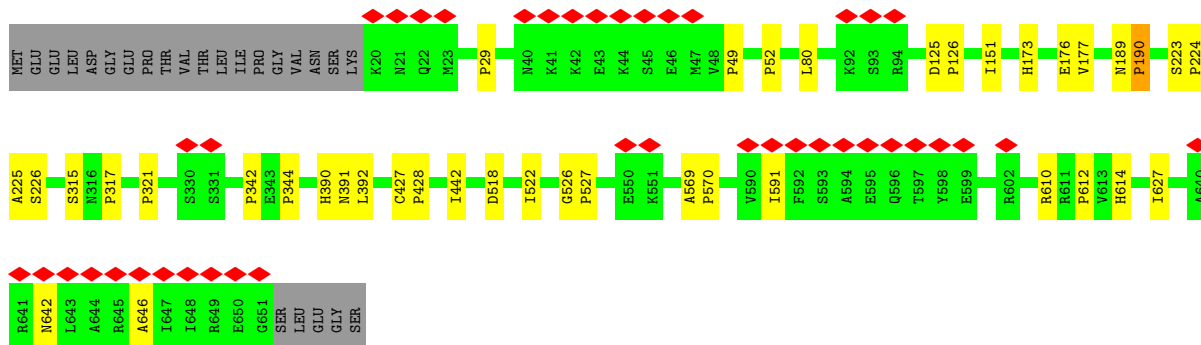 MET GLU GLU LEU ASP GLY GLU PRO THR VAL THR LEU ILE PRO GLY VAL ASN SER LYS K20 N21 Q22 M23 P29 N40 K41 K42 E43 K44 S45 E46 M47 V48 P49 P52 L80 K92 S93 R94 D125 P126 I151 H173 E176 V177 N189 P190 S223 P224
A225 S226 S315 N316 P317 P321 S330 S331 P342 E343 P344 H390 N391 L392 C427 P428 I442 D518 I522 G526 P527 E550 K551 A569 P570 V590 I591 F592 S593 A594 E595 Q596 T597 Y598 E599 R602 R610 R611 P612 V613 H614 I627 A640
R641 N642 L643 A644 R645 A646 I647 I648 R649 E650 G651 SER LEU GLU GLY SER